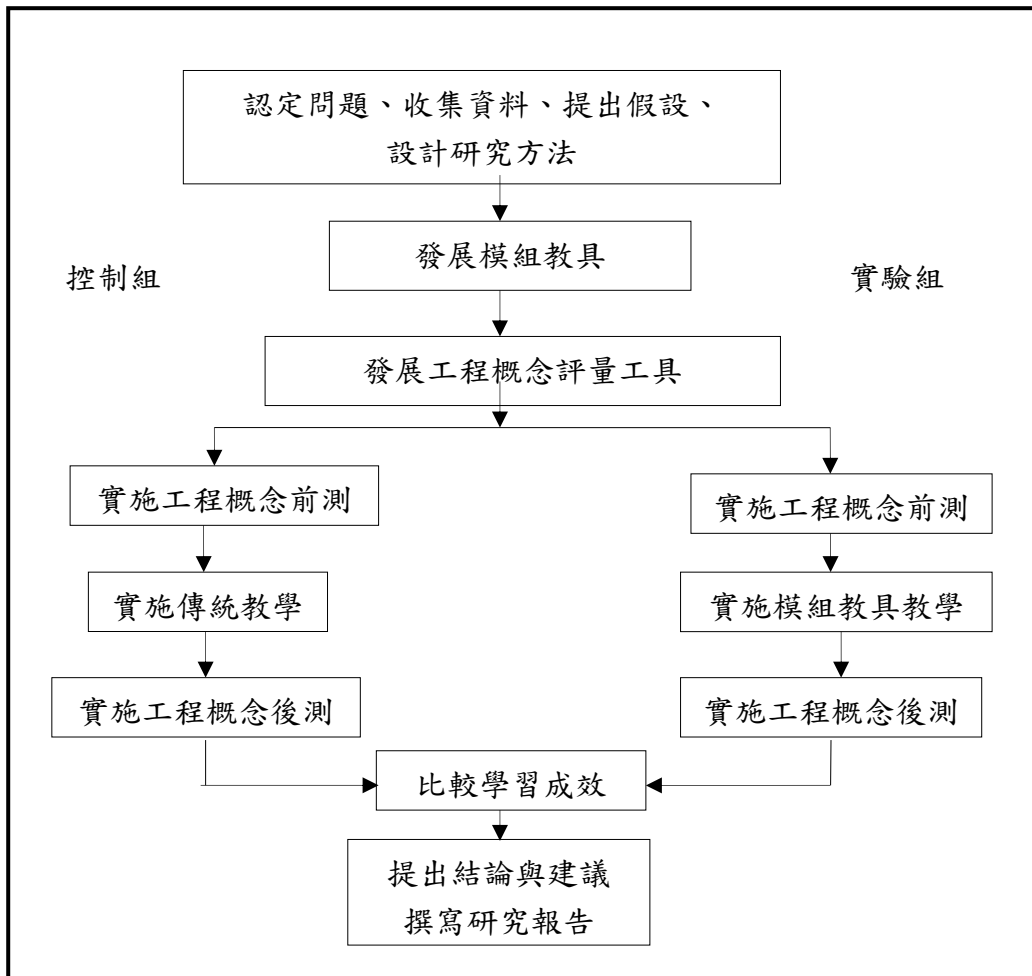 認定問題、收集資料、提出假設、
設計研究方法
發展模組教具
控制組
實驗組
發展工程概念評量工具
實施工程概念前測
實施工程概念前測
實施傳統教學
實施模組教具教學
實施工程概念後測
實施工程概念後測
比較學習成效
提出結論與建議
撰寫研究報告